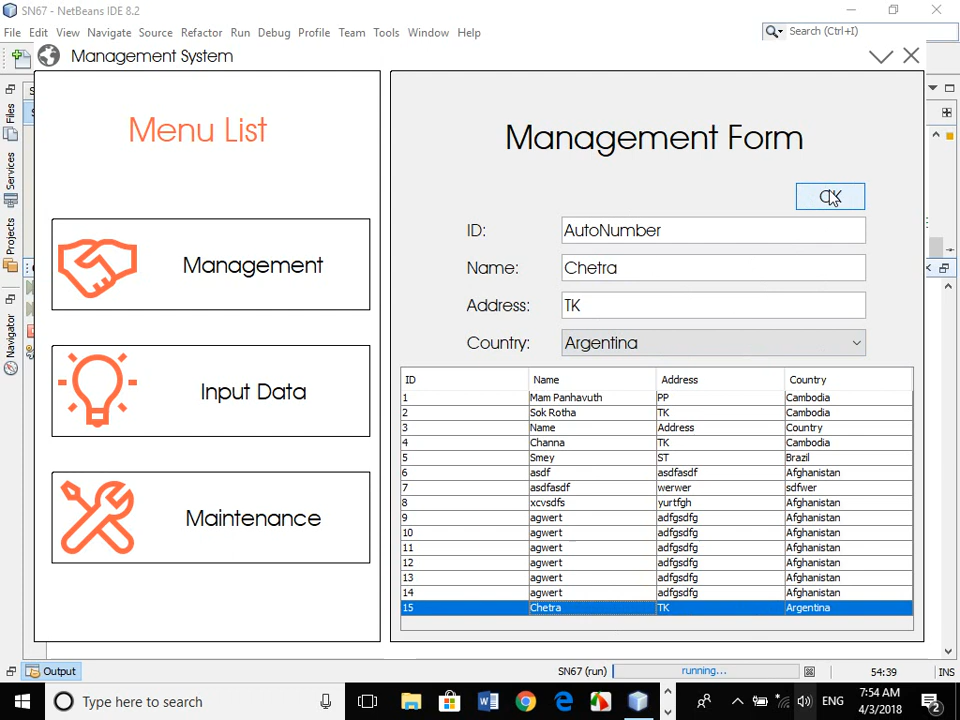 SN67 - NetBeans IDE 8.2
File Edit View Navigate Source Refactor Run Debug Profile Team Tools Window Help
Search (Ctrl+I)
Management System
Files
Services
Projects
Navigator
Menu List
Management
Input Data
Maintenance
Management Form
OK
ID: AutoNumber
Name: Chetra
Address: TK
Country: Argentina
ID Name Address Country
1 Mam Panhavuth PP Cambodia
2 Sok Rotha TK Cambodia
3 Name Address Country
4 Channa TK Cambodia
5 Smey ST Brazil
6 asdf asdfasdf Afghanistan
7 asdfasdf werwer sdfwer
8 xcvsdfs yurtfgh Afghanistan
9 agwert adfgsdfg Afghanistan
10 agwert adfgsdfg Afghanistan
11 agwert adfgsdfg Afghanistan
12 agwert adfgsdfg Afghanistan
13 agwert adfgsdfg Afghanistan
14 agwert adfgsdfg Afghanistan
15 Chetra TK Argentina
Output
SN67 (run) running... 54:39 INS
Type here to search
ENG
7:54 AM
4/3/2018
2